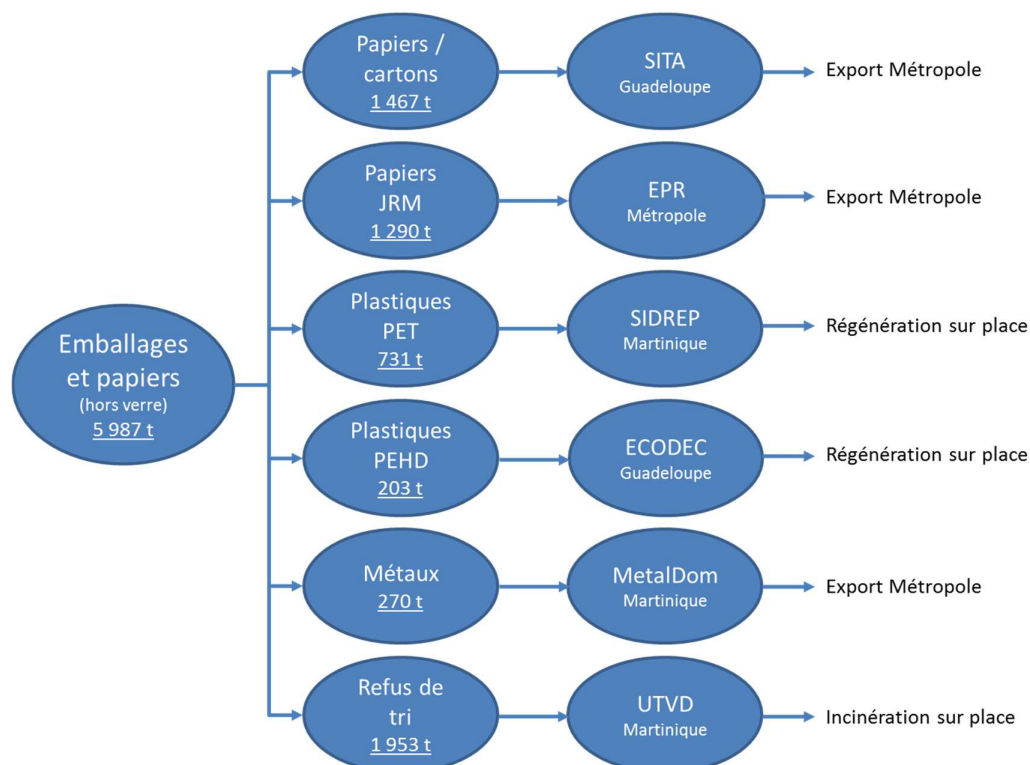 Emballages
et papiers
(hors verre)
5 987 t
Papiers /
cartons
1 467 t
SITA
Guadeloupe
Export Métropole
Papiers
JRM
1 290 t
EPR
Métropole
Export Métropole
Plastiques
PET
731 t
SIDREP
Martinique
Régénération sur place
Plastiques
PEHD
203 t
ECODEC
Guadeloupe
Régénération sur place
Métaux
270 t
MetalDom
Martinique
Export Métropole
Refus de
tri
1 953 t
UTVD
Martinique
Incinération sur place